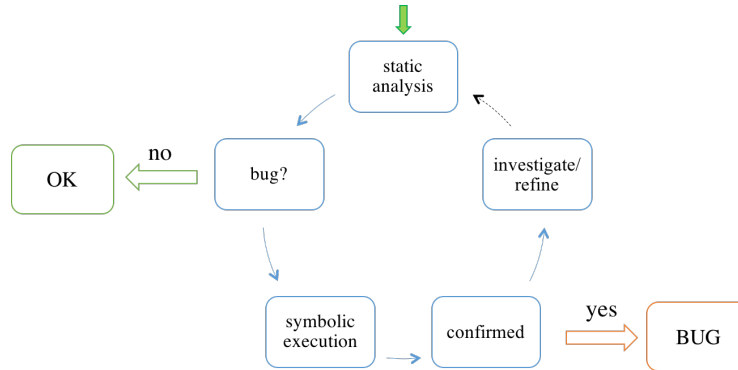 static
analysis
no
OK
bug?
investigate/
refine
symbolic
execution
confirmed
yes
BUG